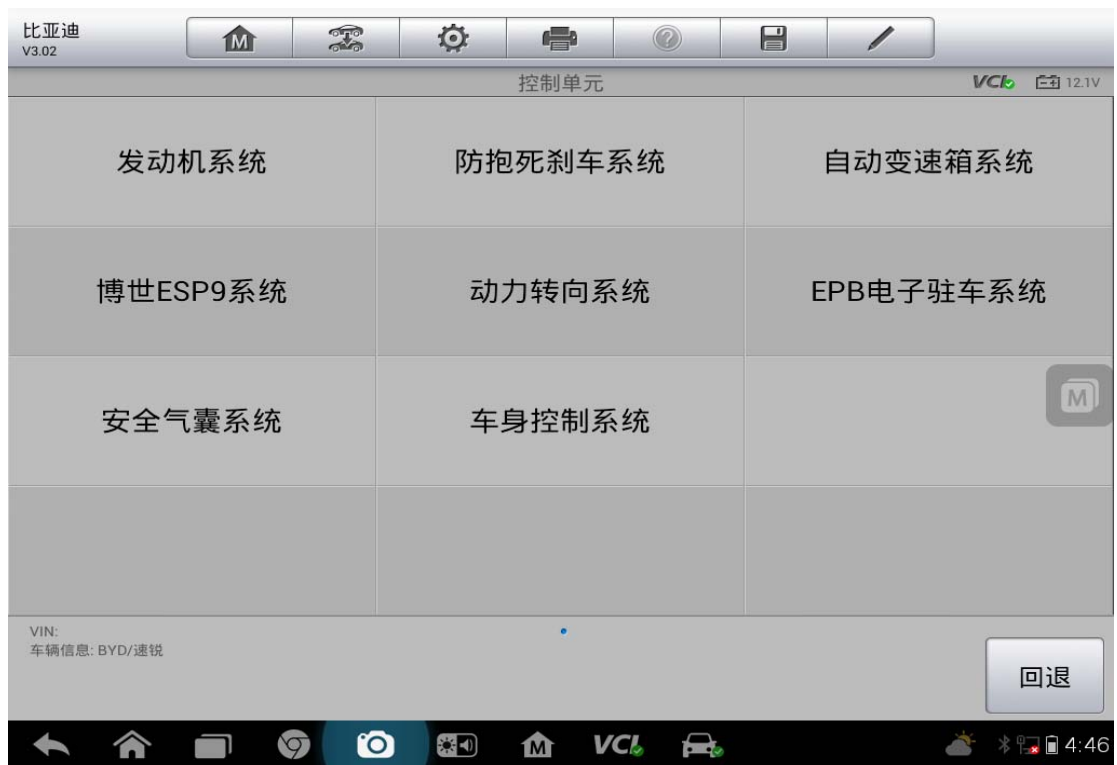 比亚迪
V3.02
M
控制单元
VCI 12.1V
发动机系统 防抱死刹车系统 自动变速箱系统
博世ESP9系统 动力转向系统 EPB电子驻车系统
M
安全气囊系统 车身控制系统
VIN:
车辆信息: BYD/速锐
回退
M VCI 4:46